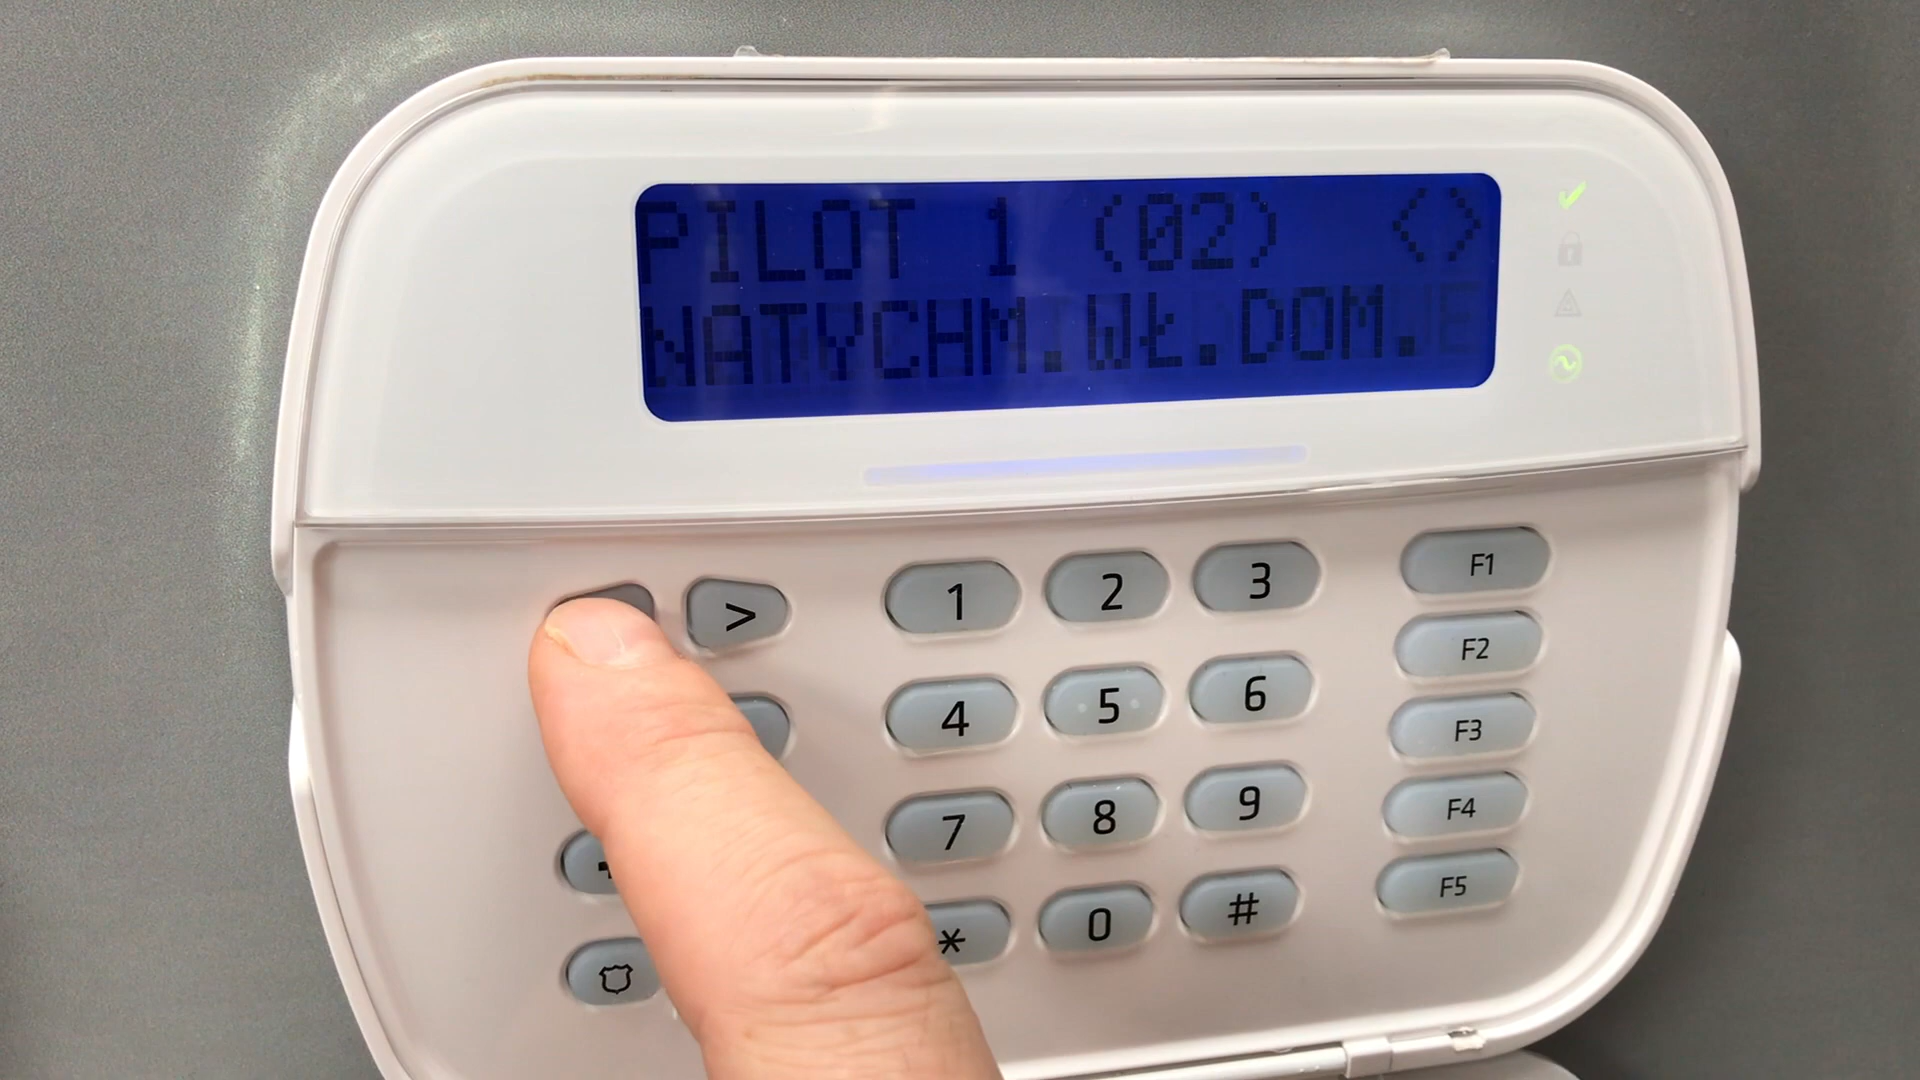 PILOT 1 (02) <>
NATYCHM.WŁ.DOM.
>
1 2 3 F1
4 5 6 F2
7 8 9 F3
* 0 # F4
F5